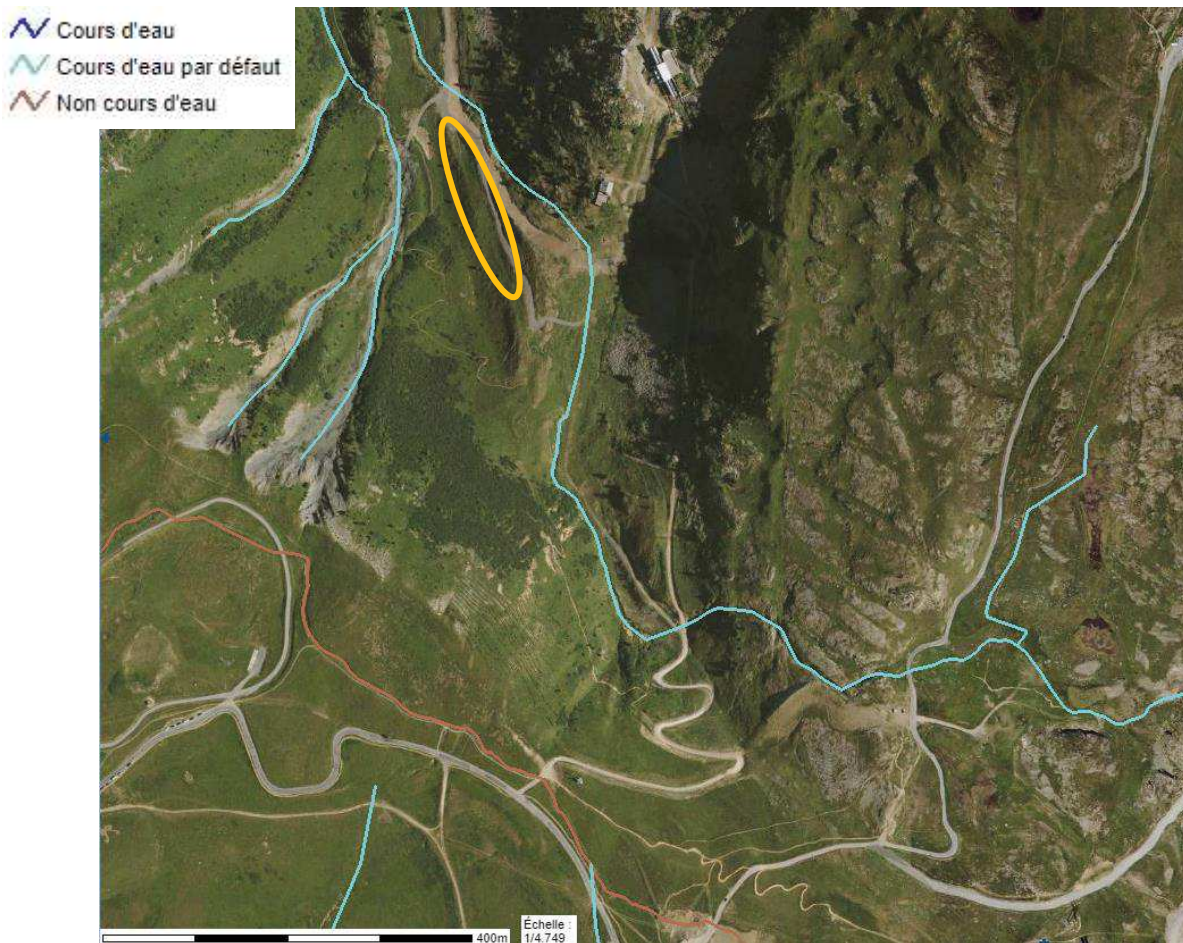 Cours d'eau
Cours d'eau par défaut
Non cours d'eau
400m
Échelle :
1/4.749